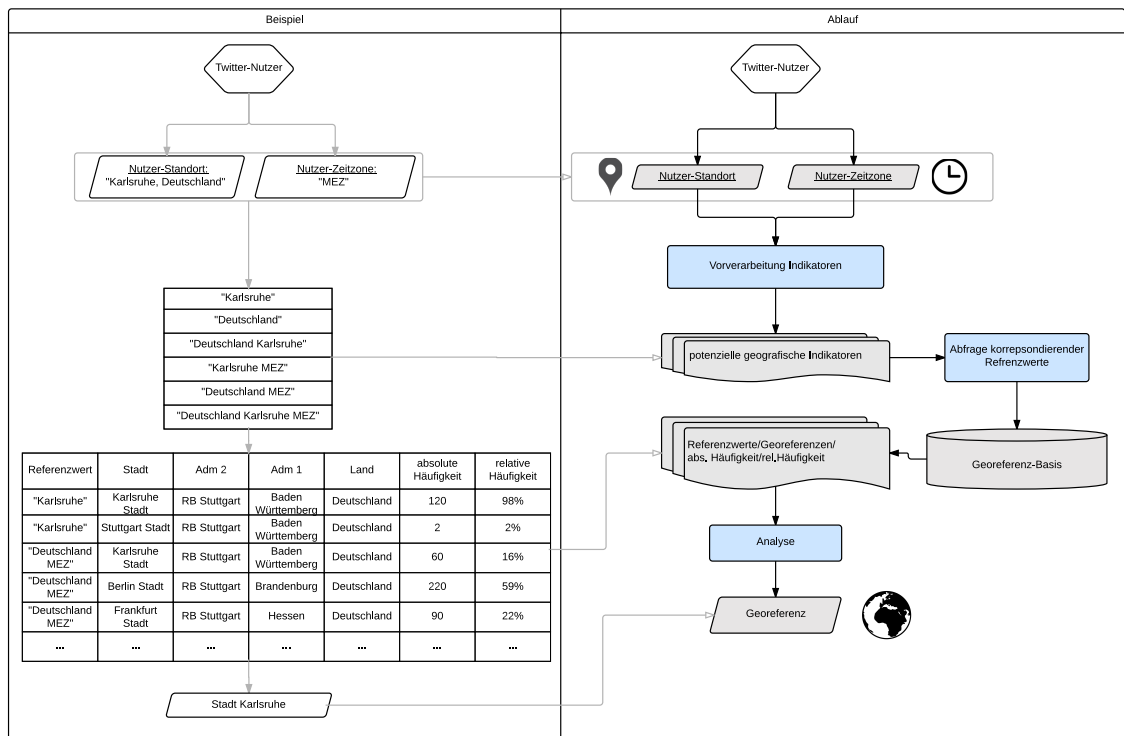 Beispiel
Ablauf
Twitter-Nutzer
Twitter-Nutzer
Nutzer-Standort:
"Karlsruhe, Deutschland"
Nutzer-Zeitzone:
"MEZ"
Nutzer-Standort
Nutzer-Zeitzone
Vorverarbeitung Indikatoren
"Karlsruhe"
"Deutschland"
"Deutschland Karlsruhe"
"Karlsruhe MEZ"
"Deutschland MEZ"
"Deutschland Karlsruhe MEZ"
potenzielle geografische Indikatoren
Abfrage korrepsondierender
Refrenzwerte
Referenzwerte/Georeferenzen/
abs. Häufigkeit/rel.Häufigkeit
Georeferenz-Basis
Referenzwert Stadt Adm 2 Adm 1 Land absolute Häufigkeit relative Häufigkeit
"Karlsruhe" Karlsruhe Stadt RB Stuttgart Baden Württemberg Deutschland 120 98%
"Karlsruhe" Stuttgart Stadt RB Stuttgart Baden Württemberg Deutschland 2 2%
"Deutschland MEZ" Karlsruhe Stadt RB Stuttgart Baden Württemberg Deutschland 60 16%
"Deutschland MEZ" Berlin Stadt RB Stuttgart Brandenburg Deutschland 220 59%
"Deutschland MEZ" Frankfurt Stadt RB Stuttgart Hessen Deutschland 90 22%
... ... ... ... ... ... ...
Analyse
Georeferenz
Stadt Karlsruhe